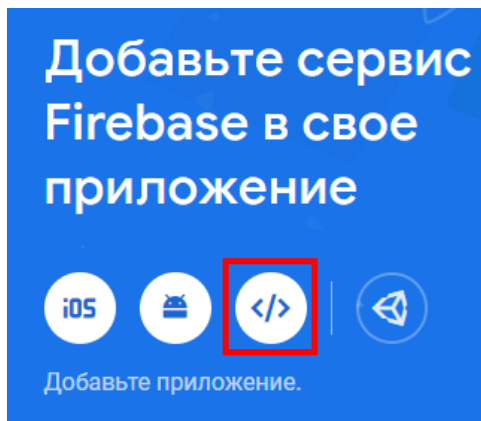 Добавьте сервис
Firebase в свое
приложение
iOS </>
Добавьте приложение.